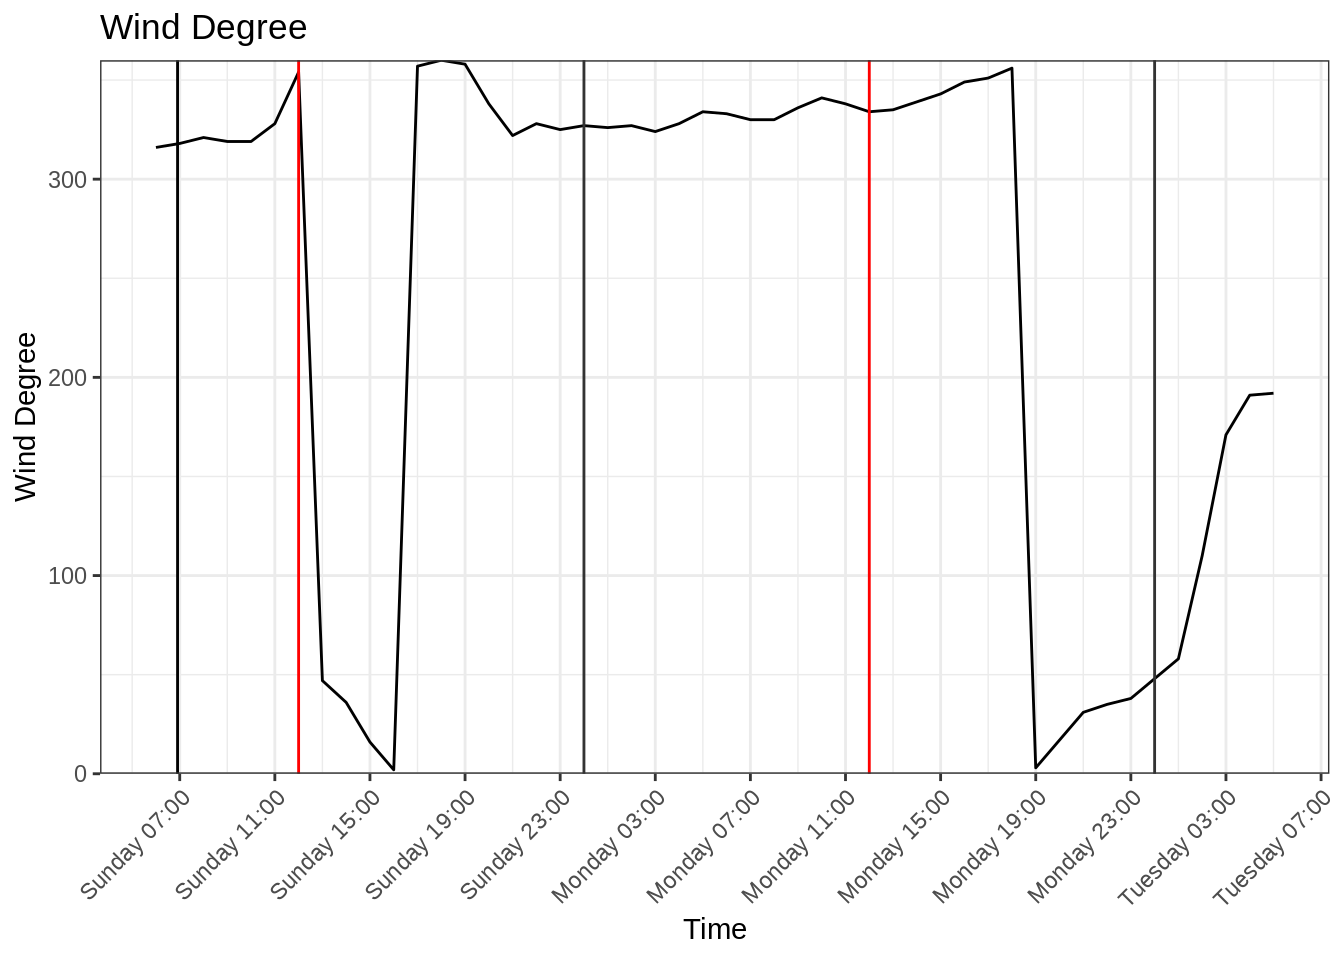 Wind Degree
Wind Degree
300
200
100
0
Sunday 07:00
Sunday 11:00
Sunday 15:00
Sunday 19:00
Sunday 23:00
Monday 03:00
Monday 07:00
Monday 11:00
Monday 15:00
Monday 19:00
Monday 23:00
Tuesday 03:00
Tuesday 07:00
Time